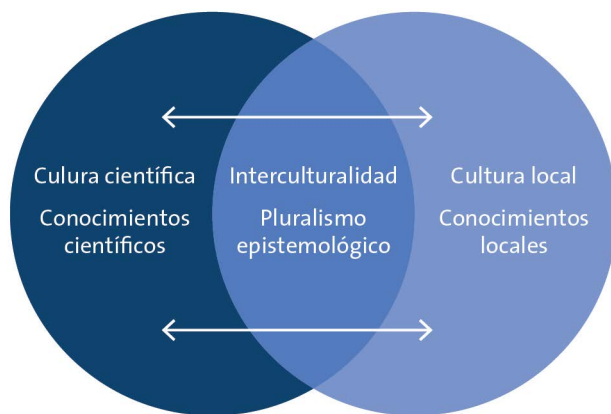 Culura científica
Conocimientos
científicos
Interculturalidad
Pluralismo
epistemológico
Cultura local
Conocimientos
locales